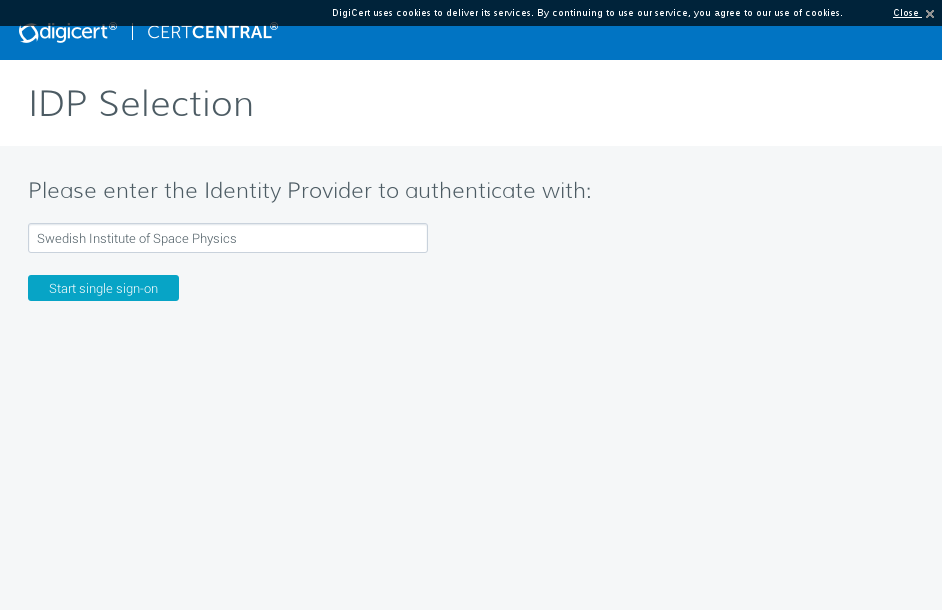 DigiCert uses cookies to deliver its services. By continuing to use our service, you agree to our use of cookies. Close ×
digicert® | CERTCENTRAL®
IDP Selection
Please enter the Identity Provider to authenticate with:
Swedish Institute of Space Physics
Start single sign-on